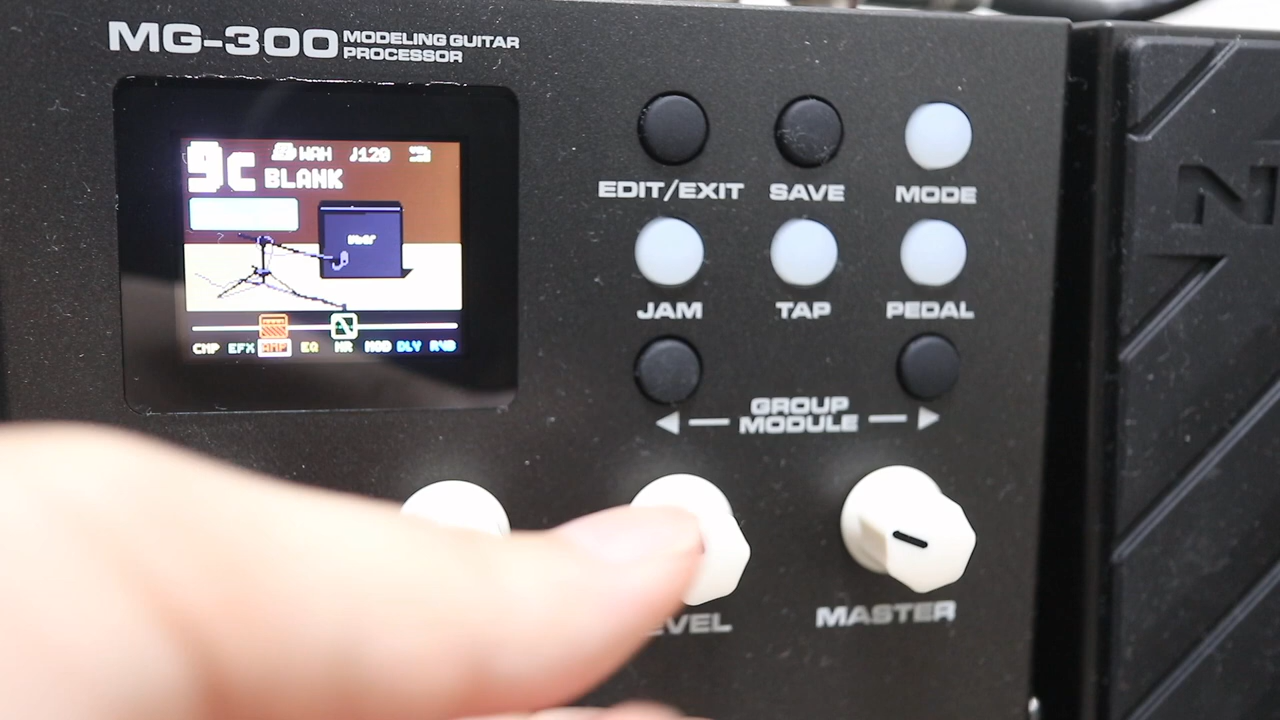 MG-300 MODELING GUITAR
PROCESSOR
9c WAH J120
BLANK
CMP EFX AMP EQ NR MOD DLY RVB
EDIT/EXIT SAVE MODE
JAM TAP PEDAL
GROUP
MODULE
EVEL MASTER